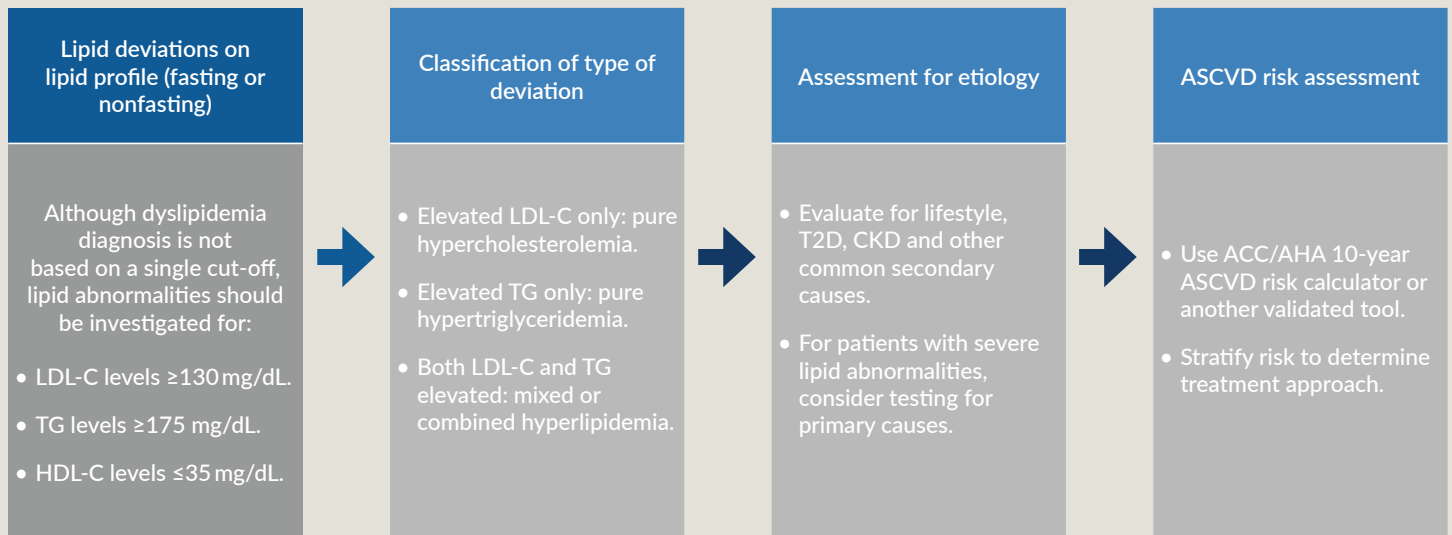 Lipid deviations on
lipid profile (fasting or
nonfasting)
Although dyslipidemia
diagnosis is not
based on a single cut-off,
lipid abnormalities should
be investigated for:
• LDL-C levels ≥130 mg/dL.
• TG levels ≥175 mg/dL.
• HDL-C levels ≤35 mg/dL.
Classification of type of
deviation
• Elevated LDL-C only: pure
hypercholesterolemia.
• Elevated TG only: pure
hypertriglyceridemia.
• Both LDL-C and TG
elevated: mixed or
combined hyperlipidemia.
Assessment for etiology
• Evaluate for lifestyle,
T2D, CKD and other
common secondary
causes.
• For patients with severe
lipid abnormalities,
consider testing for
primary causes.
ASCVD risk assessment
• Use ACC/AHA 10-year
ASCVD risk calculator or
another validated tool.
• Stratify risk to determine
treatment approach.